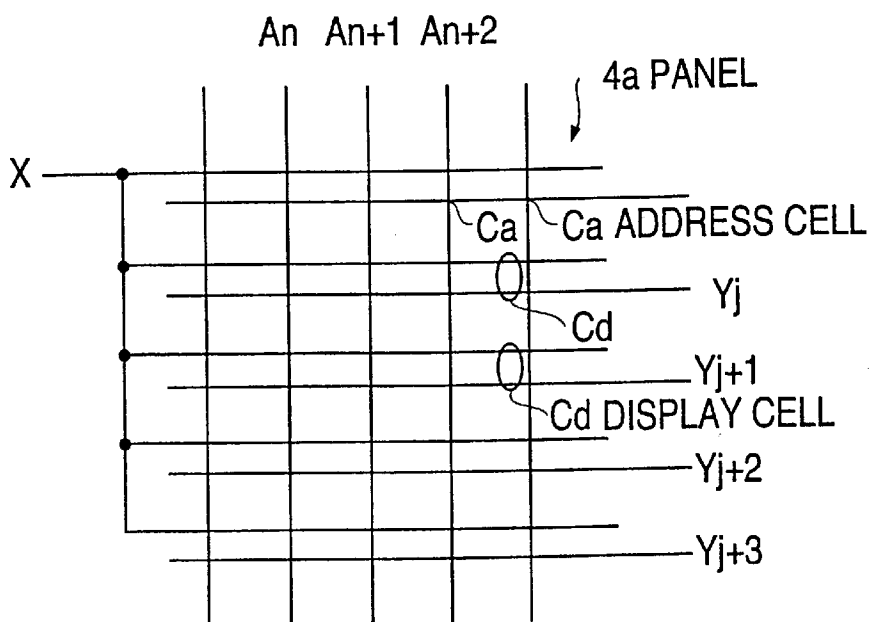 An An+1 An+2
4a PANEL
X
Ca
Ca ADDRESS CELL
Yj
Cd
Yj+1
Cd DISPLAY CELL
Yj+2
Yj+3